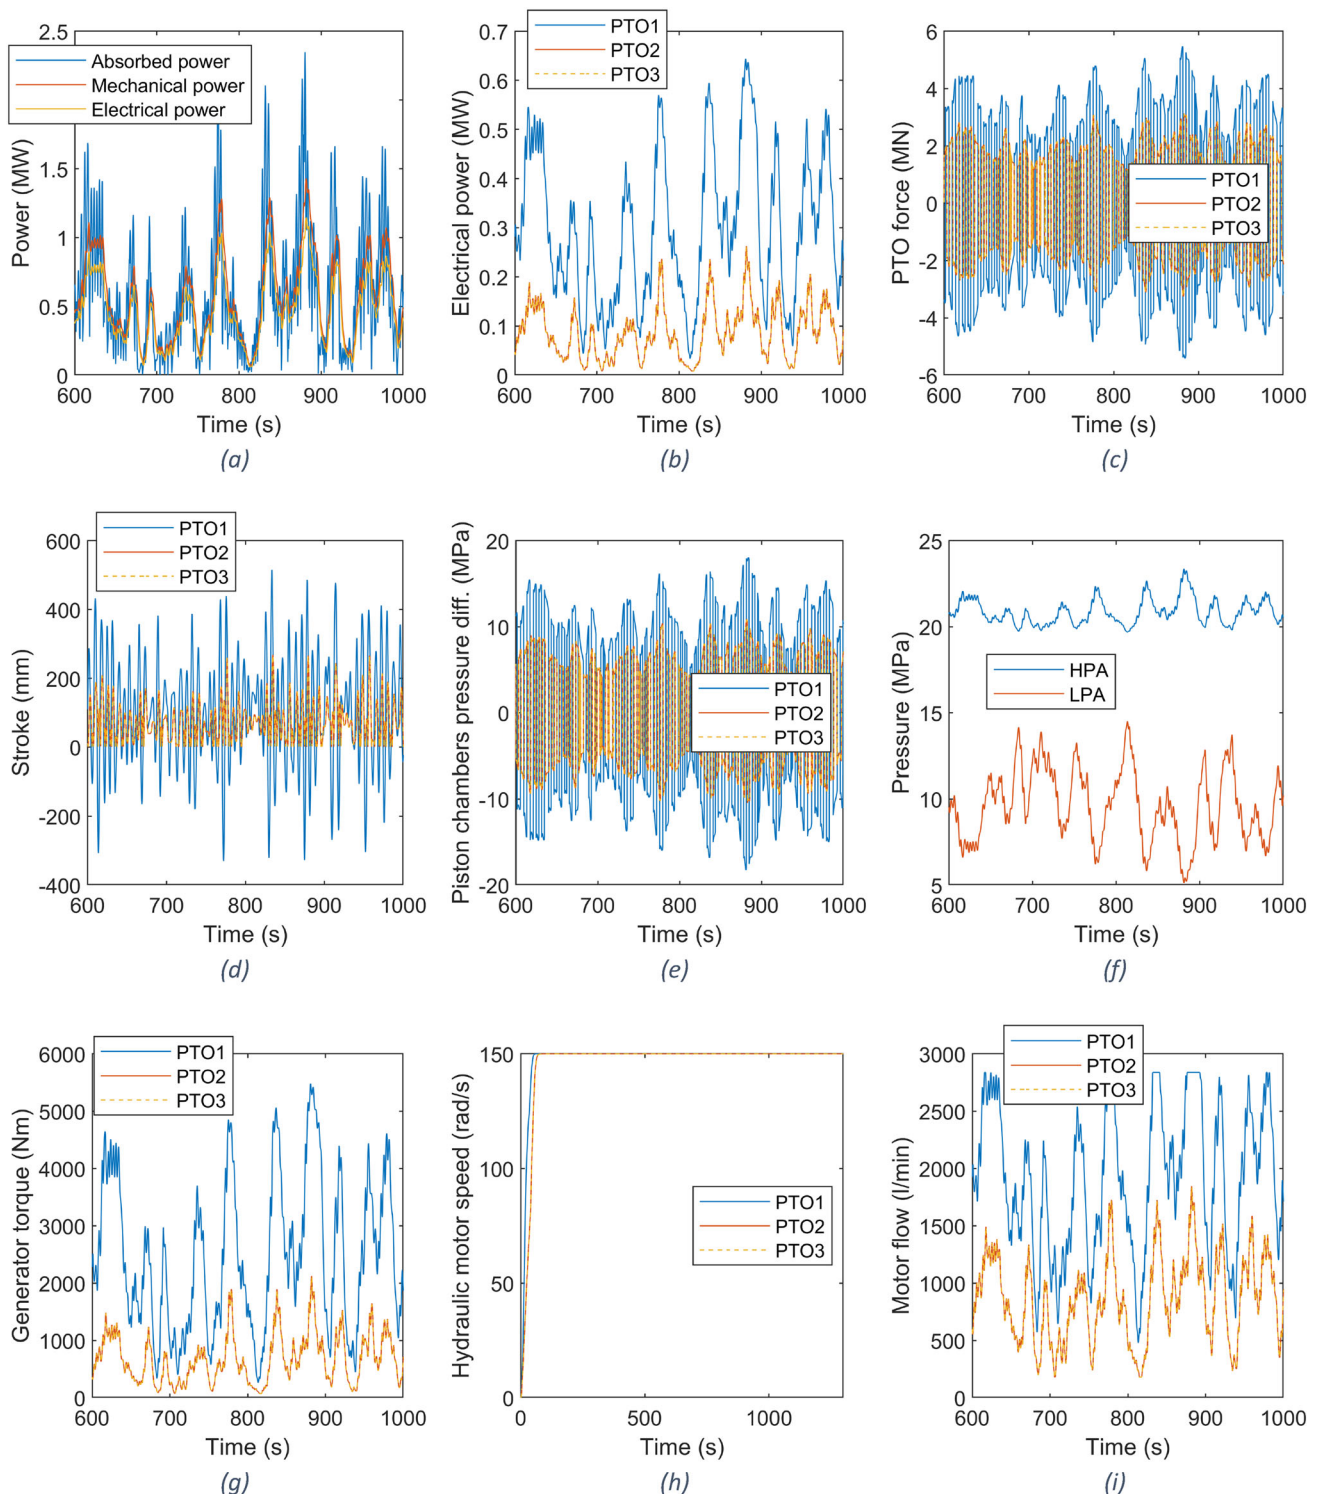 2.5
Absorbed power
Mechanical power
Electrical power
1.5
1
0.5
0
600 700 800 900 1000
Power (MW)
Time (s)
(a)
PTO1
PTO2
PTO3
0.7
0.6
0.5
0.4
0.3
0.2
0.1
0
600 700 800 900 1000
Electrical power (MW)
Time (s)
(b)
6
4
2
0
-2
-4
-6
PTO1
PTO2
PTO3
600 700 800 900 1000
PTO force (MN)
Time (s)
(c)
PTO1
PTO2
PTO3
600
400
200
0
-200
-400
600 700 800 900 1000
Stroke (mm)
Time (s)
(d)
20
10
0
-10
-20
PTO1
PTO2
PTO3
600 700 800 900 1000
Piston chambers pressure diff. (MPa)
Time (s)
(e)
25
20
15
10
5
HPA
LPA
600 700 800 900 1000
Pressure (MPa)
Time (s)
(f)
PTO1
PTO2
PTO3
6000
5000
4000
3000
2000
1000
0
600 700 800 900 1000
Generator torque (Nm)
Time (s)
(g)
150
100
50
0
PTO1
PTO2
PTO3
0 500 1000
Hydraulic motor speed (rad/s)
Time (s)
(h)
PTO1
PTO2
PTO3
3000
2500
2000
1500
1000
500
0
600 700 800 900 1000
Motor flow (l/min)
Time (s)
(i)